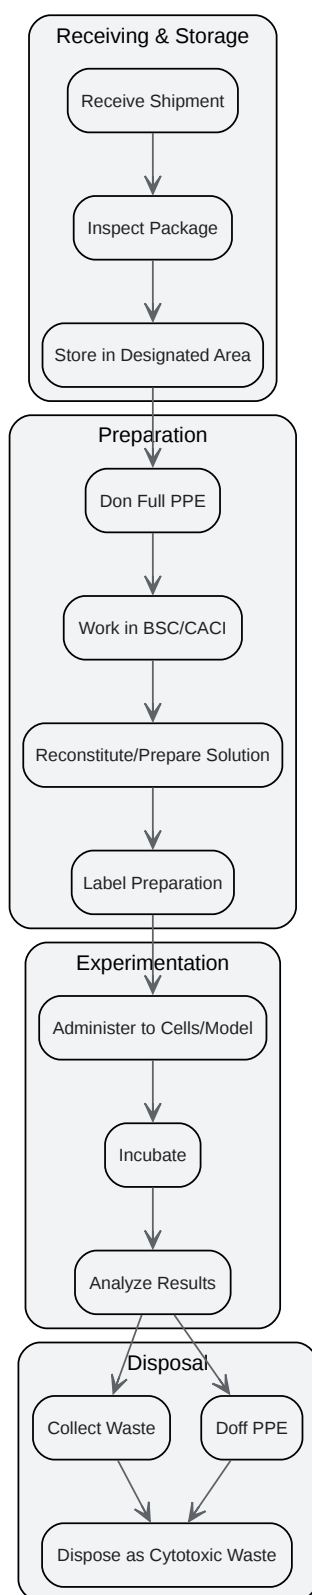 Receiving & Storage
Receive Shipment
Inspect Package
Store in Designated Area
Preparation
Don Full PPE
Work in BSC/CACI
Reconstitute/Prepare Solution
Label Preparation
Experimentation
Administer to Cells/Model
Incubate
Analyze Results
Disposal
Collect Waste
Doff PPE
Dispose as Cytotoxic Waste